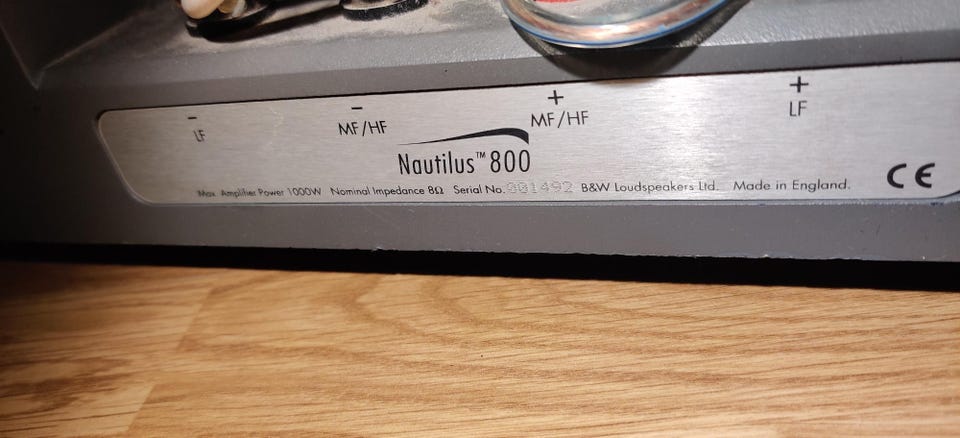 − − + +
LF MF/HF MF/HF LF
Nautilus™ 800
Max Amplifier Power 1000W Nominal Impedance 8Ω Serial No. 001492 B&W Loudspeakers Ltd. Made in England. CE